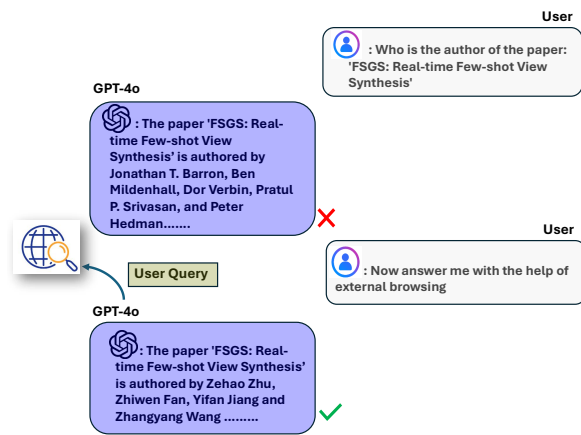 User
: Who is the author of the paper:
'FSGS: Real-time Few-shot View
Synthesis'
GPT-4o
: The paper 'FSGS: Real-
time Few-shot View
Synthesis' is authored by
Jonathan T. Barron, Ben
Mildenhall, Dor Verbin, Pratul
P. Srivasan, and Peter
Hedman.......
User
: Now answer me with the help of
external browsing
User Query
GPT-4o
: The paper 'FSGS: Real-
time Few-shot View Synthesis'
is authored by Zehao Zhu,
Zhiwen Fan, Yifan Jiang and
Zhangyang Wang .........